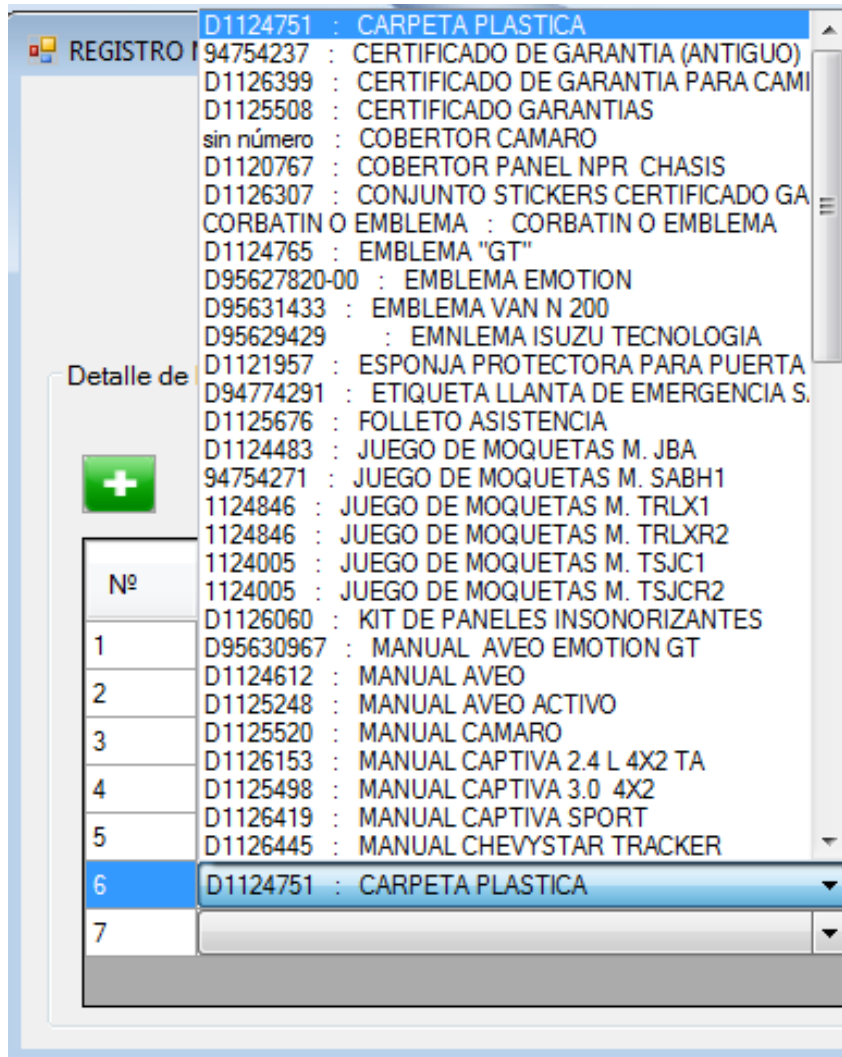 REGISTRO
D1124751 : CARPETA PLASTICA
94754237 : CERTIFICADO DE GARANTIA (ANTIGUO)
D1126399 : CERTIFICADO DE GARANTIA PARA CAMI
D1125508 : CERTIFICADO GARANTIAS
sin número : COBERTOR CAMARO
D1120767 : COBERTOR PANEL NPR CHASIS
D1126307 : CONJUNTO STICKERS CERTIFICADO GA
CORBATIN O EMBLEMA : CORBATIN O EMBLEMA
D1124765 : EMBLEMA "GT"
D95627820-00 : EMBLEMA EMOTION
D95631433 : EMBLEMA VAN N 200
D95629429 : EMNLEMA ISUZU TECNOLOGIA
D1121957 : ESPONJA PROTECTORA PARA PUERTA
D94774291 : ETIQUETA LLANTA DE EMERGENCIA S.
D1125676 : FOLLETO ASISTENCIA
D1124483 : JUEGO DE MOQUETAS M. JBA
94754271 : JUEGO DE MOQUETAS M. SABH1
1124846 : JUEGO DE MOQUETAS M. TRLX1
1124846 : JUEGO DE MOQUETAS M. TRLXR2
1124005 : JUEGO DE MOQUETAS M. TSJC1
1124005 : JUEGO DE MOQUETAS M. TSJCR2
D1126060 : KIT DE PANELES INSONORIZANTES
D95630967 : MANUAL AVEO EMOTION GT
D1124612 : MANUAL AVEO
D1125248 : MANUAL AVEO ACTIVO
D1125520 : MANUAL CAMARO
D1126153 : MANUAL CAPTIVA 2.4 L 4X2 TA
D1125498 : MANUAL CAPTIVA 3.0 4X2
D1126419 : MANUAL CAPTIVA SPORT
D1126445 : MANUAL CHEVYSTAR TRACKER
Detalle de
Nº
1
2
3
4
5
6 D1124751 : CARPETA PLASTICA
7